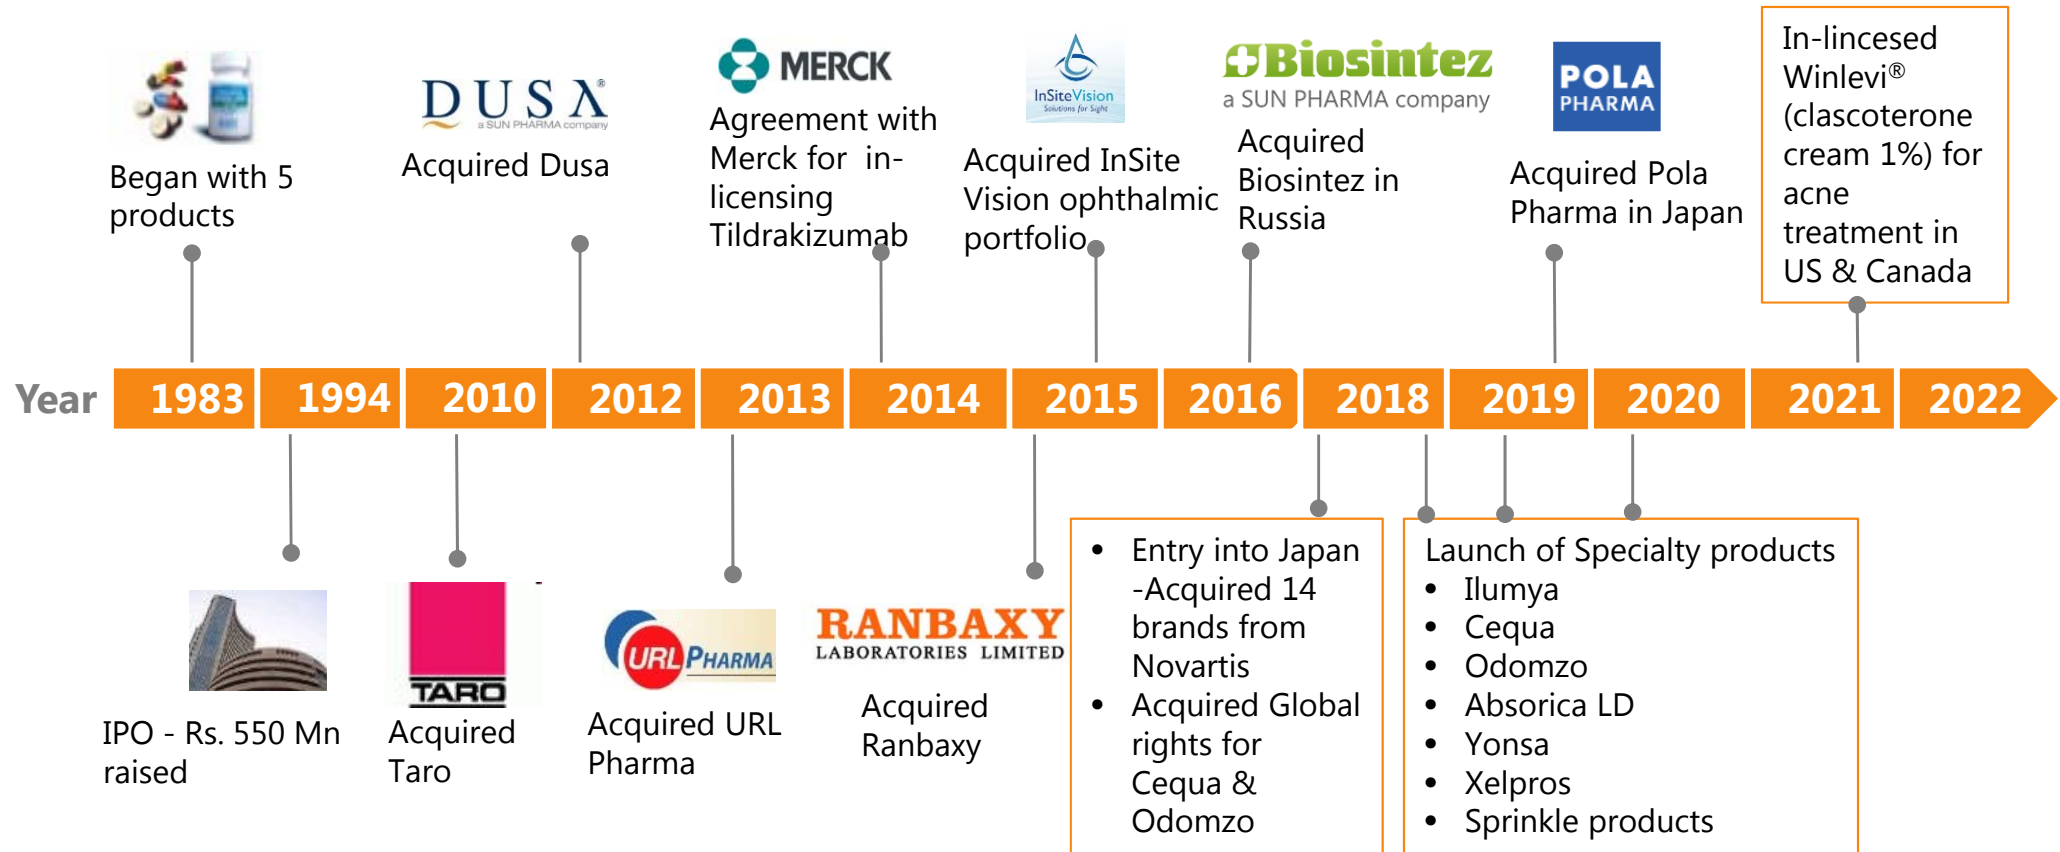 Began with 5
products
DUSA®
a SUN PHARMA company
Acquired Dusa
MERCK
Agreement with
Merck for in-
licensing
Tildrakizumab
InSiteVision
Solutions for Sight
Acquired InSite
Vision ophthalmic
portfolio
Biosintez
a SUN PHARMA company
Acquired
Biosintez in
Russia
POLA
PHARMA
Acquired Pola
Pharma in Japan
In-lincesed
Winlevi®
(clascoterone
cream 1%) for
acne
treatment in
US & Canada
Year 1983 1994 2010 2012 2013 2014 2015 2016 2018 2019 2020 2021 2022
IPO - Rs. 550 Mn
raised
TARO
Acquired
Taro
URL PHARMA
Acquired URL
Pharma
RANBAXY
LABORATORIES LIMITED
Acquired
Ranbaxy
• Entry into Japan
-Acquired 14
brands from
Novartis
• Acquired Global
rights for
Cequa &
Odomzo
Launch of Specialty products
• Ilumya
• Cequa
• Odomzo
• Absorica LD
• Yonsa
• Xelpros
• Sprinkle products